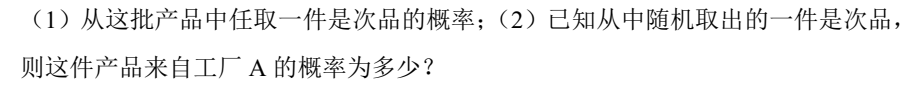 （1）从这批产品中任取一件是次品的概率；（2）已知从中随机取出的一件是次品，
则这件产品来自工厂 A 的概率为多少？